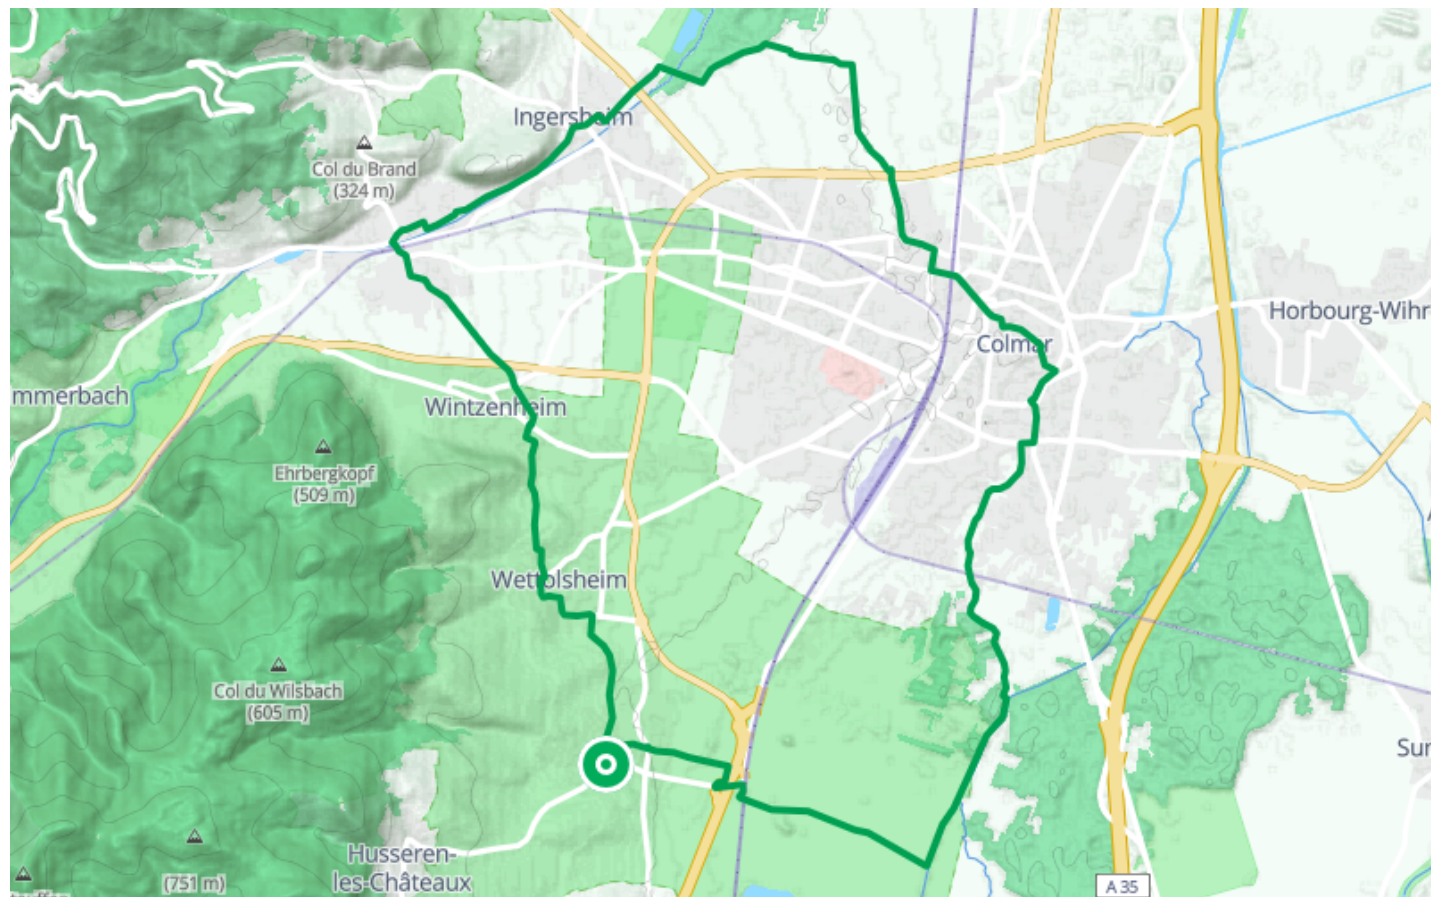 Ingersheim
Col du Brand
(324 m)
Horbourg-Wihr
Colmar
mmerbach
Wintzenheim
Ehrbergkopf
(509 m)
Wettolsheim
Col du Wilsbach
(605 m)
Sur
Husseren-
les-Châteaux
(751 m)
A 35